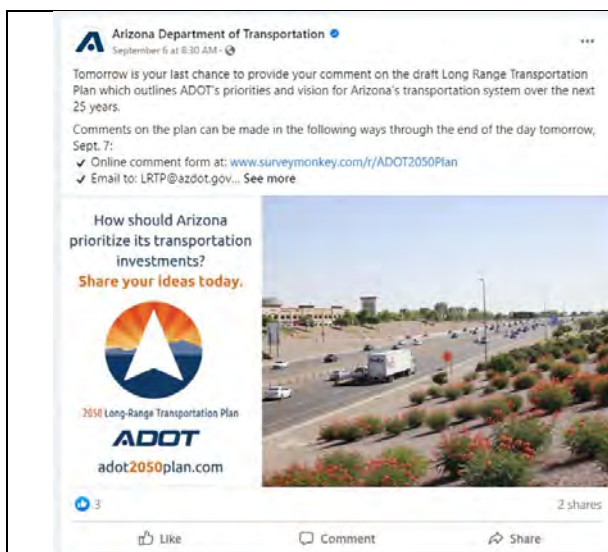 Arizona Department of Transportation
September 6 at 8:30 AM ·
Tomorrow is your last chance to provide your comment on the draft Long Range Transportation
Plan which outlines ADOT's priorities and vision for Arizona's transportation system over the next
25 years.
Comments on the plan can be made in the following ways through the end of the day tomorrow,
Sept. 7:
✔ Online comment form at: www.surveymonkey.com/r/ADOT2050Plan
✔ Email to: LRTP@azdot.gov... See more
How should Arizona
prioritize its transportation
investments?
Share your ideas today.
2050 Long-Range Transportation Plan
ADOT
adot2050plan.com
3
2 shares
Like Comment Share